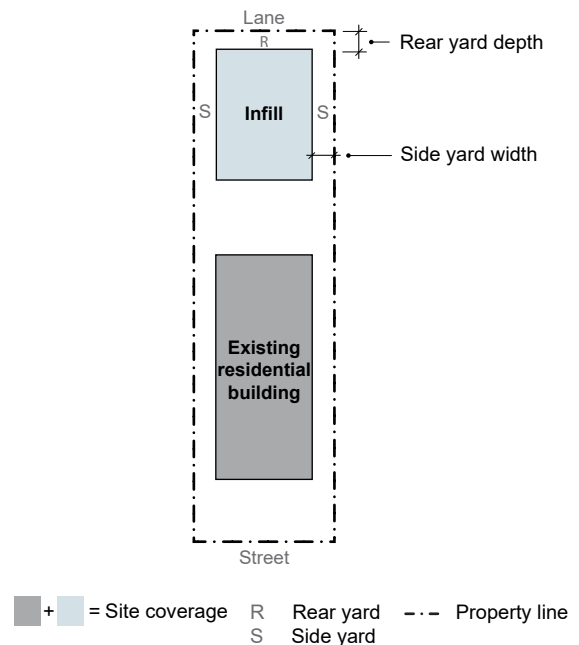 Lane
R
Rear yard depth
S
Infill
S
Side yard width
Existing
residential
building
Street
+ = Site coverage R Rear yard Property line
S Side yard